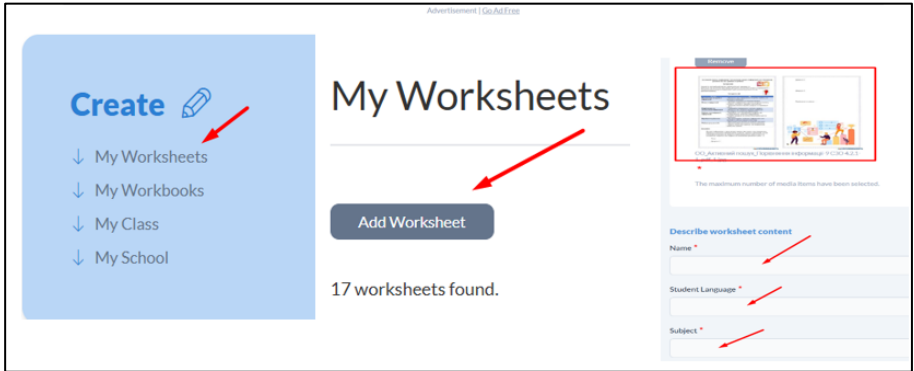 Advertisement | Go Ad Free
Create
My Worksheets
My Workbooks
My Class
My School
My Worksheets
Add Worksheet
17 worksheets found.
Remove
The maximum number of media items have been selected.
Describe worksheet content
Name *
Student Language *
Subject *